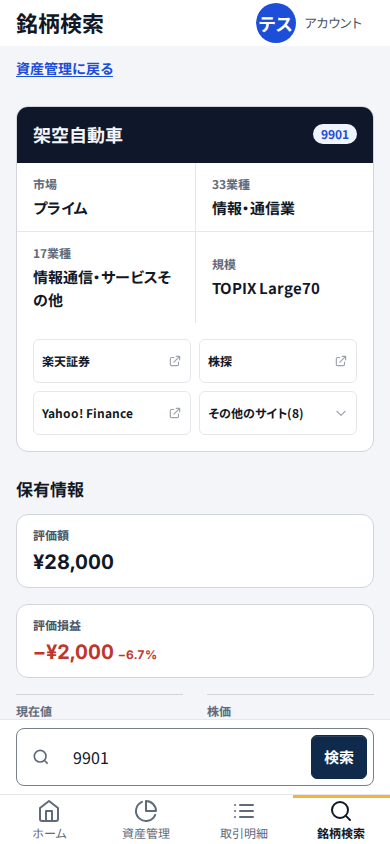 銘柄検索
テス アカウント
資産管理に戻る
架空自動車 9901
市場
プライム
33業種
情報・通信業
17業種
情報通信・サービスそ
の他
規模
TOPIX Large70
楽天証券
株探
Yahoo! Finance
その他のサイト(8)
保有情報
評価額
¥28,000
評価損益
−¥2,000 −6.7%
現在値
株価
9901 検索
ホーム
資産管理
取引明細
銘柄検索